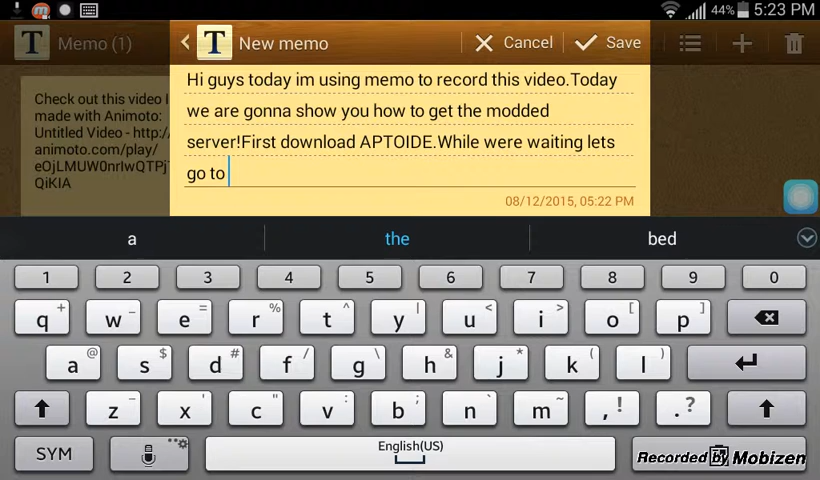 44% 5:23 PM
T Memo (1)
T New memo Cancel Save
Check out this video I
made with Animoto:
Untitled Video - http://
animoto.com/play/
eOjLMUW0nrIwQTPj
QiKIA
Hi guys today im using memo to record this video.Today
we are gonna show you how to get the modded
server!First download APTOIDE.While were waiting lets
go to
08/12/2015, 05:22 PM
a the bed
1 2 3 4 5 6 7 8 9 0
q + w _ e = r % t ^ y | u < i > o [ p ]
a @ s $ d # f / g \ h & j * k ( l )
z - x ' c " v : b ; n , m ~ , ! . ?
SYM English(US)
Recorded by Mobizen